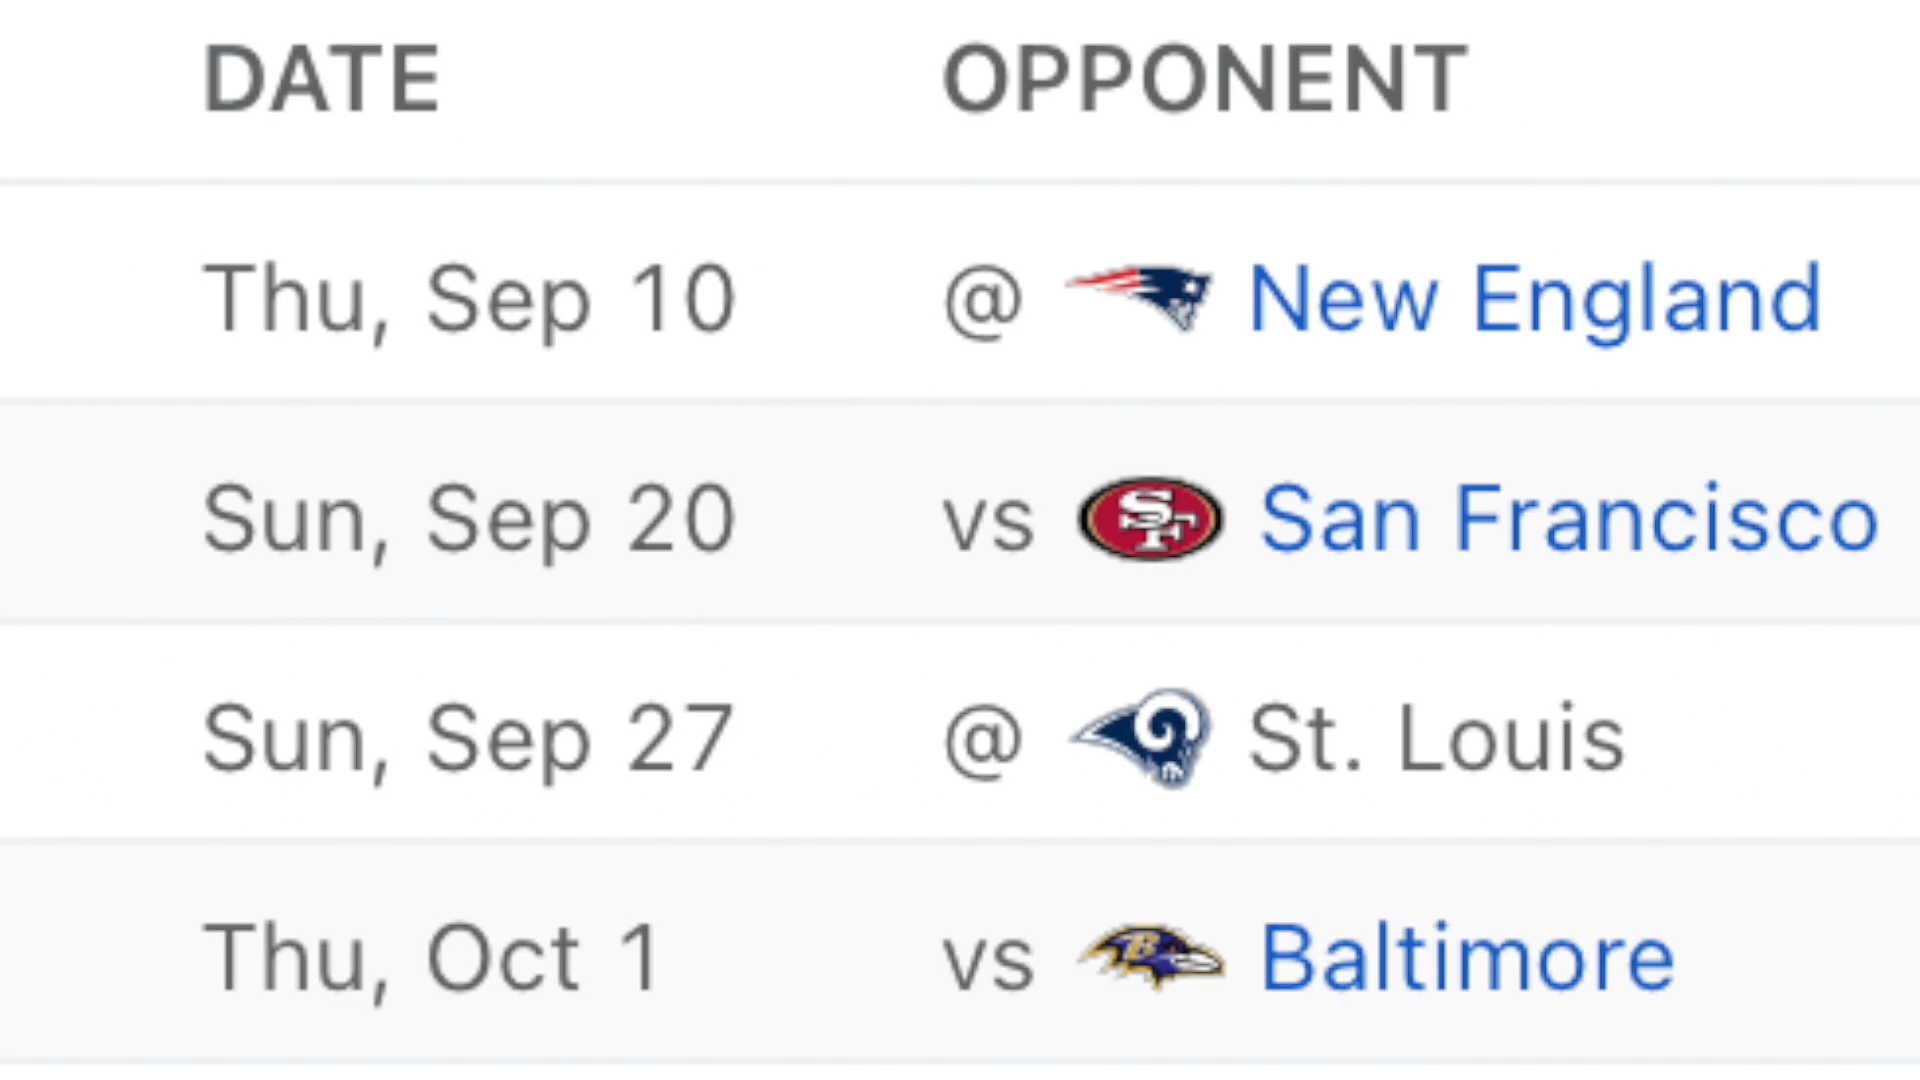 DATE OPPONENT
Thu, Sep 10 @ New England
Sun, Sep 20 vs SF San Francisco
Sun, Sep 27 @ St. Louis
Thu, Oct 1 vs B Baltimore